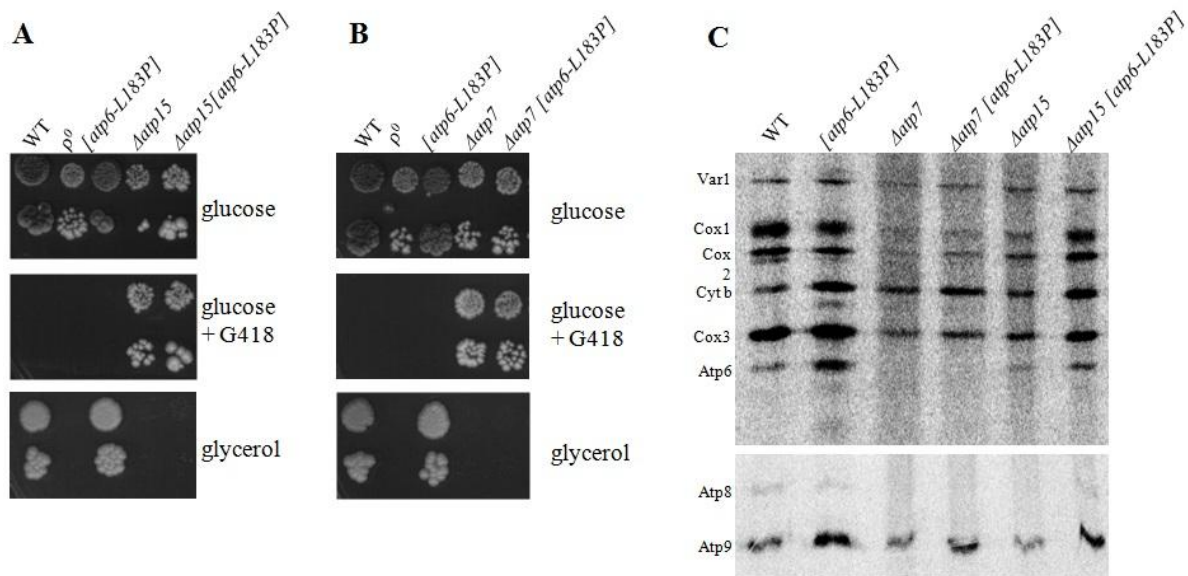 A
WT
ρ⁰
[atp6-L183P]
Δatp15
Δatp15[atp6-L183P]
glucose
glucose
+ G418
glycerol
B
WT
ρ⁰
[atp6-L183P]
Δatp7
Δatp7 [atp6-L183P]
glucose
glucose
+ G418
glycerol
C
WT
[atp6-L183P]
Δatp7
Δatp7 [atp6-L183P]
Δatp15
Δatp15 [atp6-L183P]
Var1
Cox1
Cox
2
Cyt b
Cox3
Atp6
Atp8
Atp9